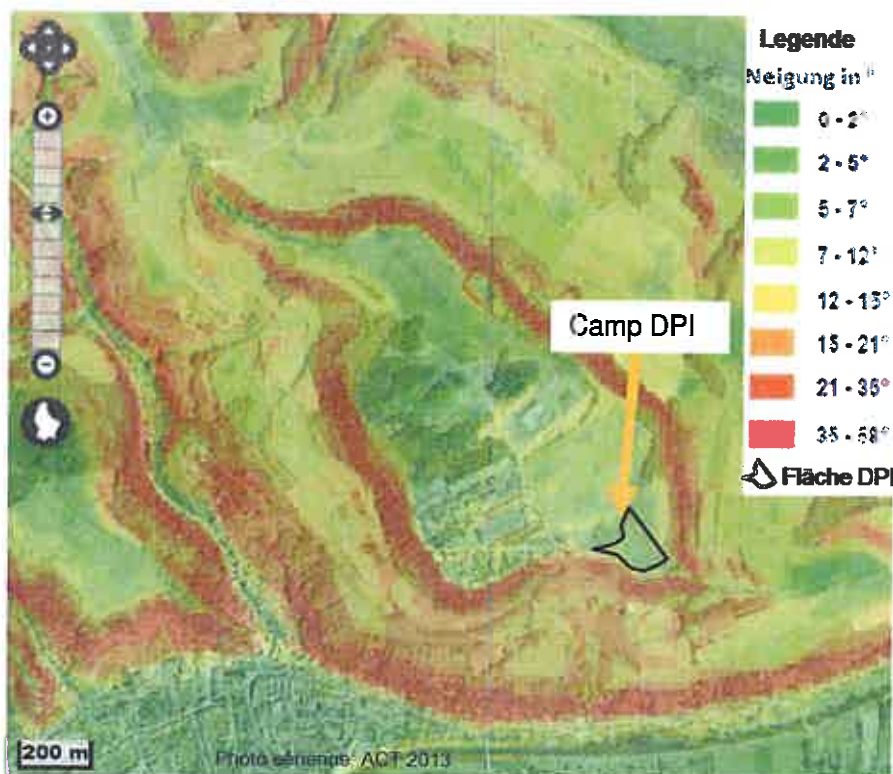 Legende
Neigung in °
0 - 2°
2 - 5°
5 - 7°
7 - 12°
12 - 15°
15 - 21°
21 - 35°
35 - 68°
Fläche DPI
Camp DPI
200 m
Photo aérienne: ACT 2013